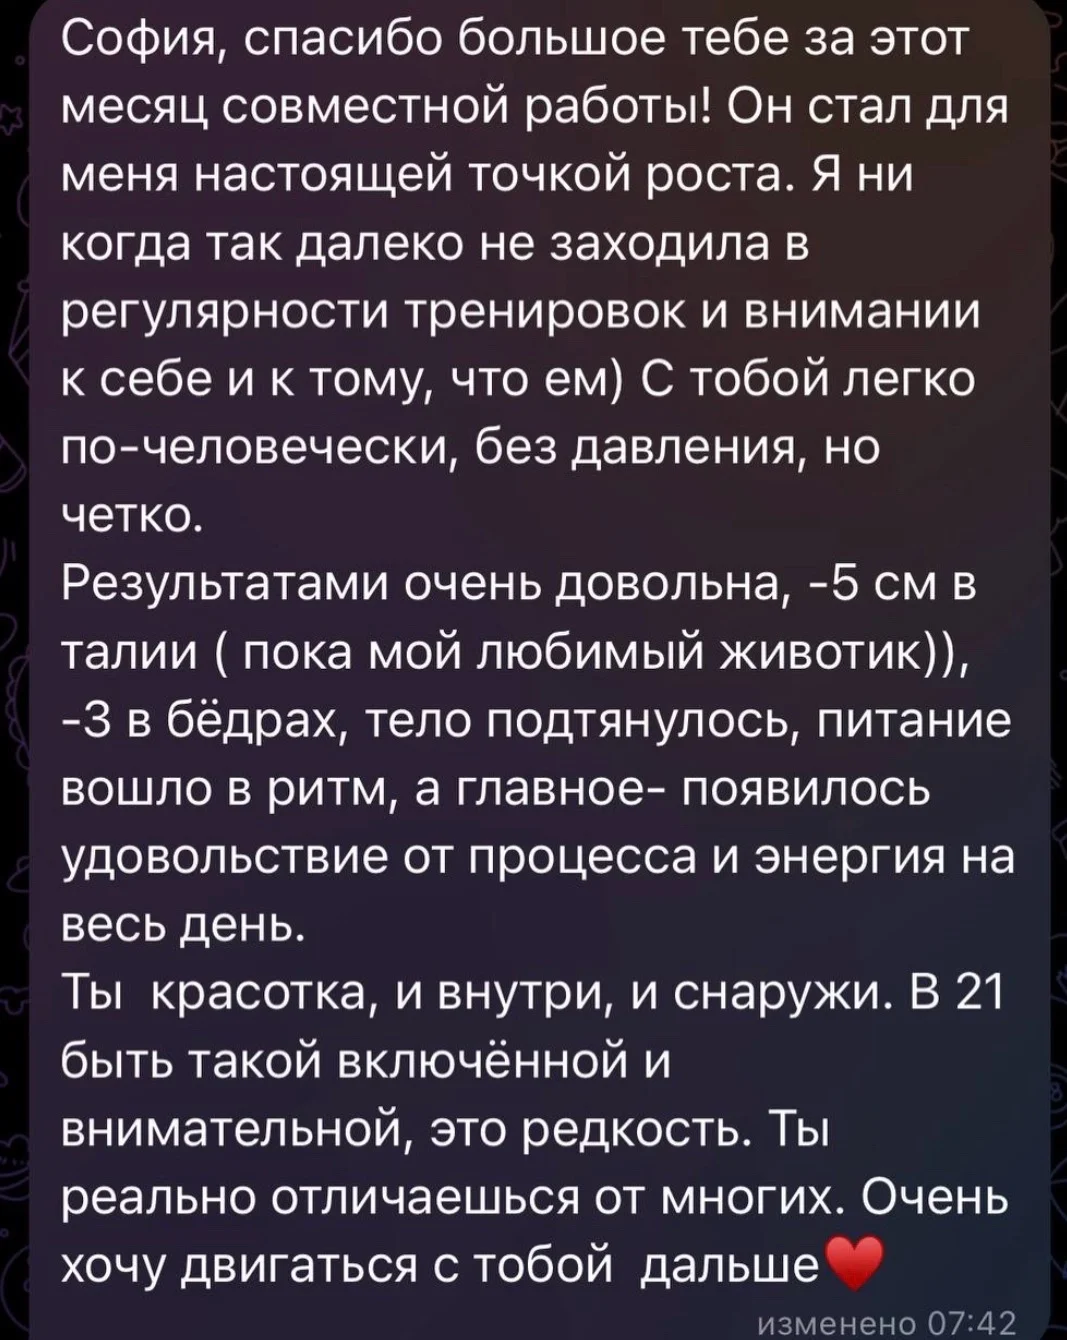 София, спасибо большое тебе за этот
месяц совместной работы! Он стал для
меня настоящей точкой роста. Я ни
когда так далеко не заходила в
регулярности тренировок и внимании
к себе и к тому, что ем) С тобой легко
по-человечески, без давления, но
четко.
Результатами очень довольна, -5 см в
талии ( пока мой любимый животик)),
-3 в бёдрах, тело подтянулось, питание
вошло в ритм, а главное- появилось
удовольствие от процесса и энергия на
весь день.
Ты  красотка, и внутри, и снаружи. В 21
быть такой включённой и
внимательной, это редкость. Ты
реально отличаешься от многих. Очень
хочу двигаться с тобой  дальше♥️
изменено 07:42